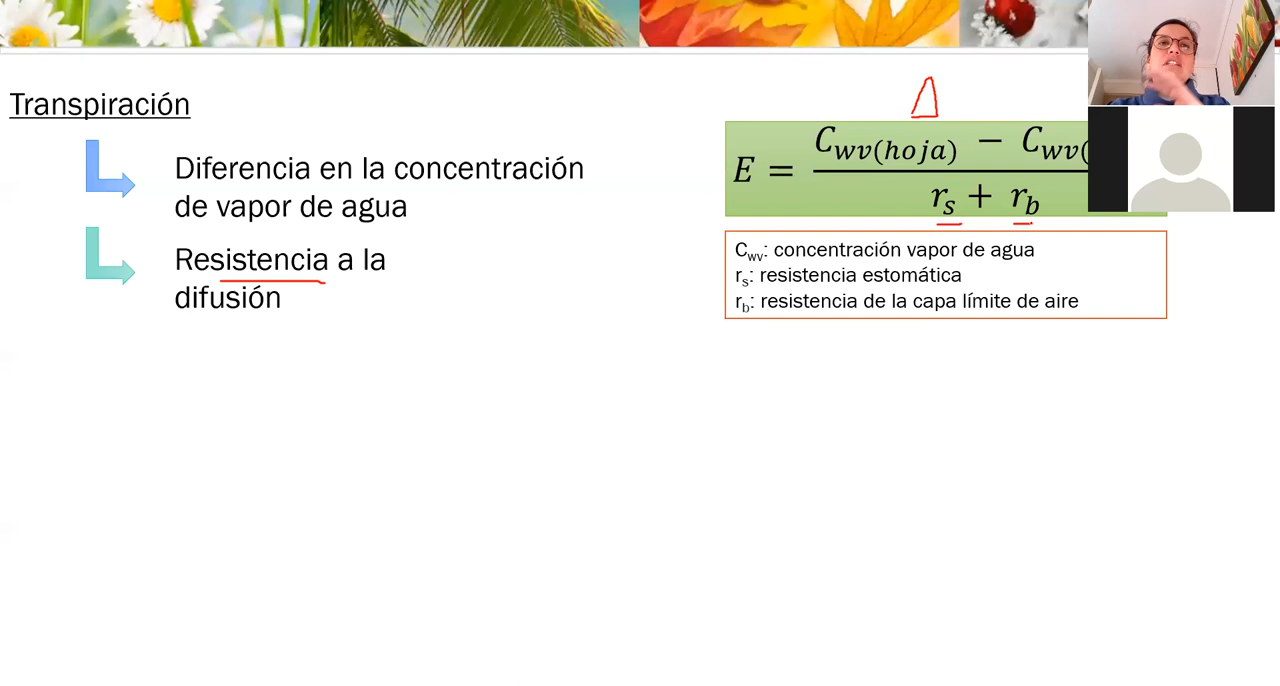 Transpiración
Diferencia en la concentración
de vapor de agua
Resistencia a la
difusión
Δ
E = C_wv(hoja) − C_wv(
r_s + r_b
C_wv: concentración vapor de agua
r_s: resistencia estomática
r_b: resistencia de la capa límite de aire